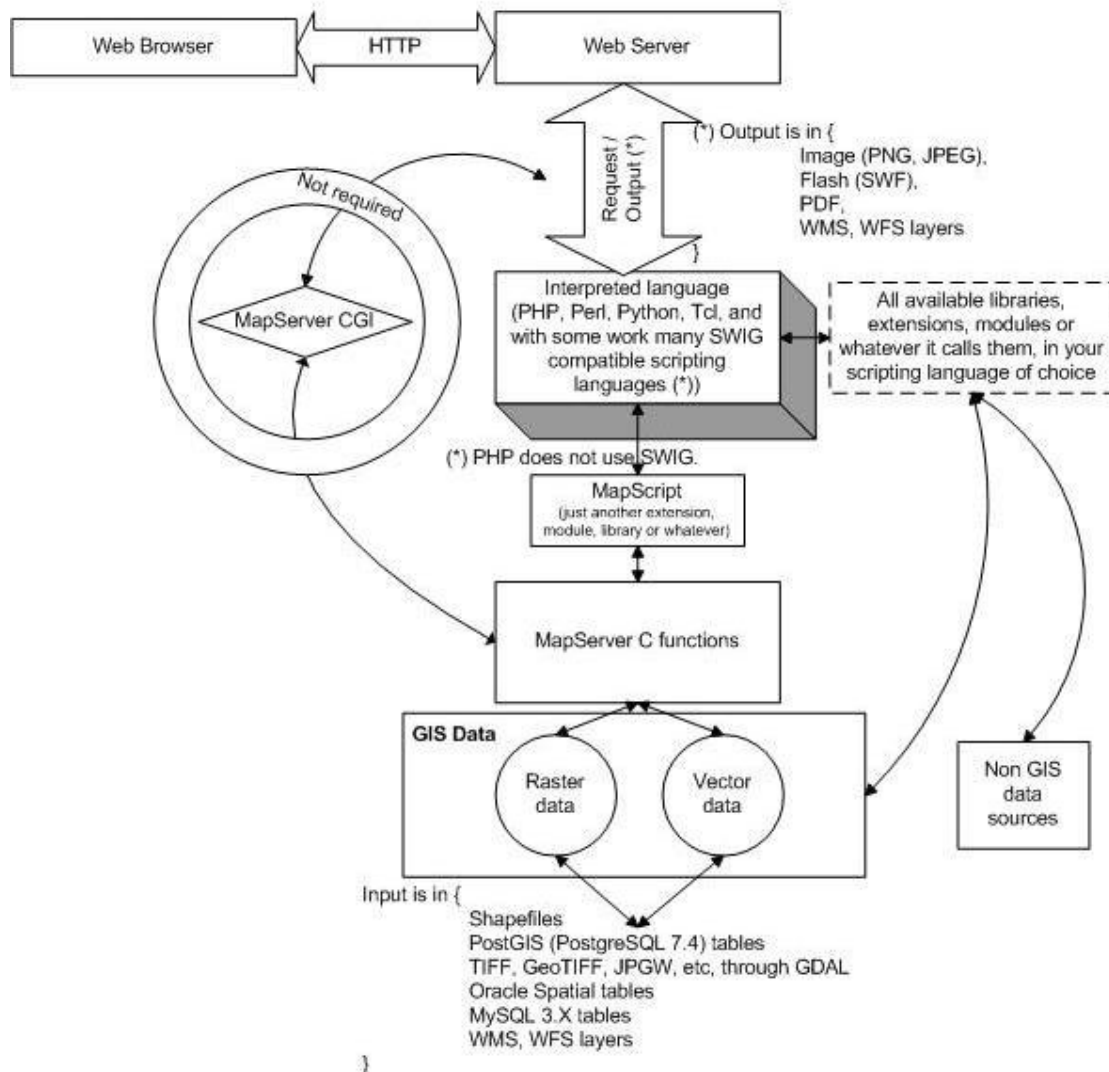 Web Browser
HTTP
Web Server
Request /
Output (*)
(*) Output is in {
Image (PNG, JPEG),
Flash (SWF),
PDF,
WMS, WFS layers
}
Not required
MapServer CGI
Interpreted language
(PHP, Perl, Python, Tcl, and
with some work many SWIG
compatible scripting
languages (*))
All available libraries,
extensions, modules or
whatever it calls them, in your
scripting language of choice
(*) PHP does not use SWIG.
MapScript
(just another extension,
module, library or whatever)
MapServer C functions
GIS Data
Raster
data
Vector
data
Non GIS
data
sources
Input is in {
Shapefiles
PostGIS (PostgreSQL 7.4) tables
TIFF, GeoTIFF, JPGW, etc, through GDAL
Oracle Spatial tables
MySQL 3.X tables
WMS, WFS layers
}